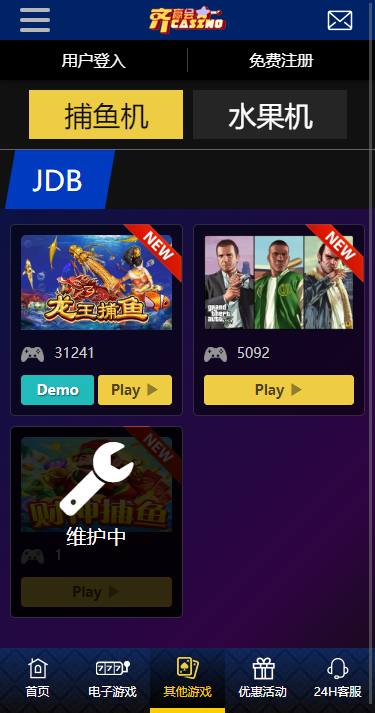 齐赢会
CASINO
用户登入 免费注册
捕鱼机 水果机
JDB
NEW
龙王捕鱼
31241
Demo Play
NEW
grand
theft
auto
5092
Play
NEW
财神捕鱼
维护中
1
Play
777
首页 电子游戏 其他游戏 优惠活动 24H客服